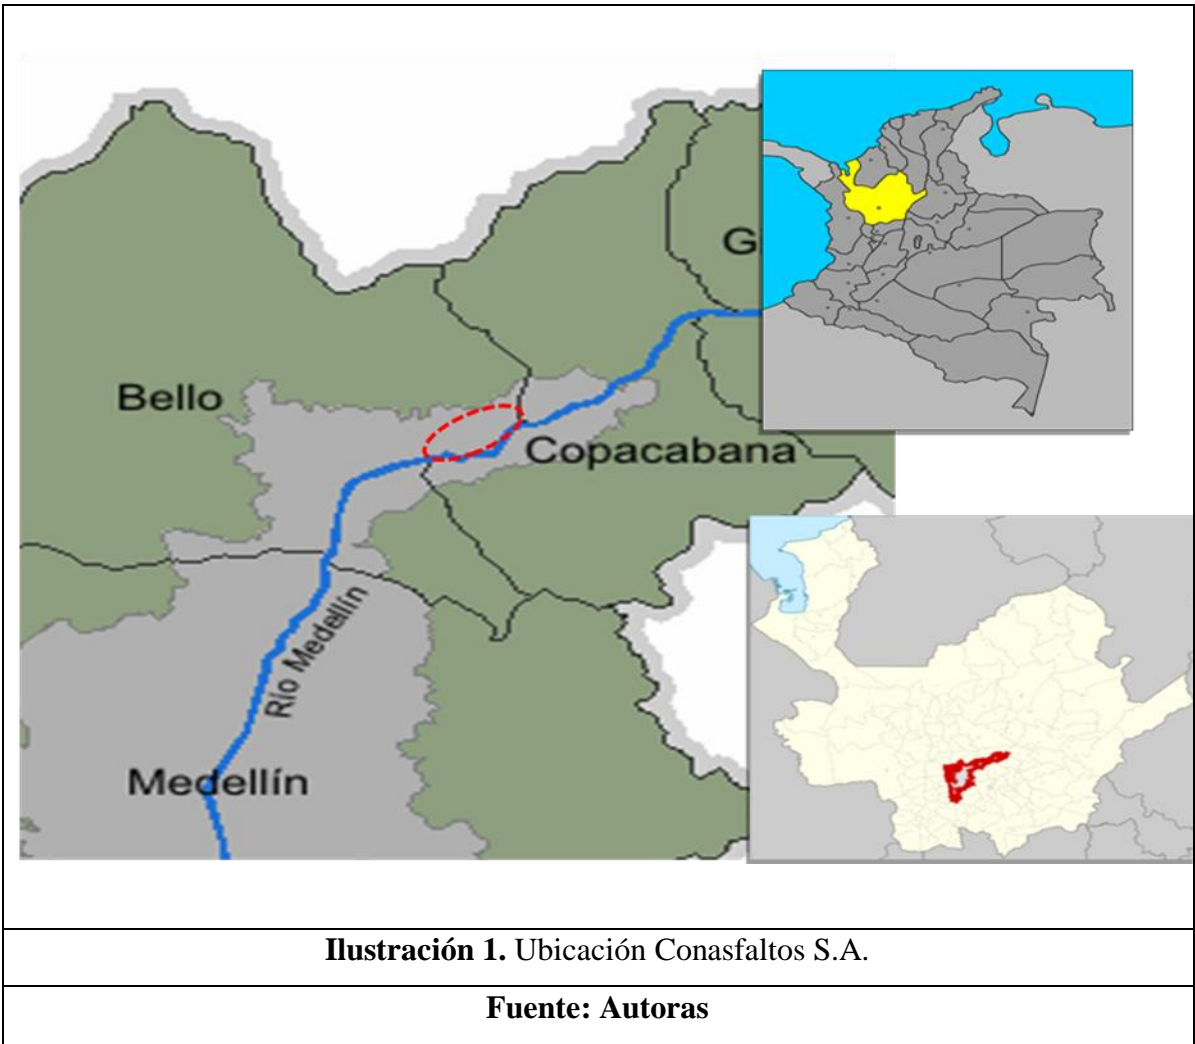 G
Bello
Copacabana
Río Medellín
Medellín
Ilustración 1. Ubicación Conasfaltos S.A.
Fuente: Autoras